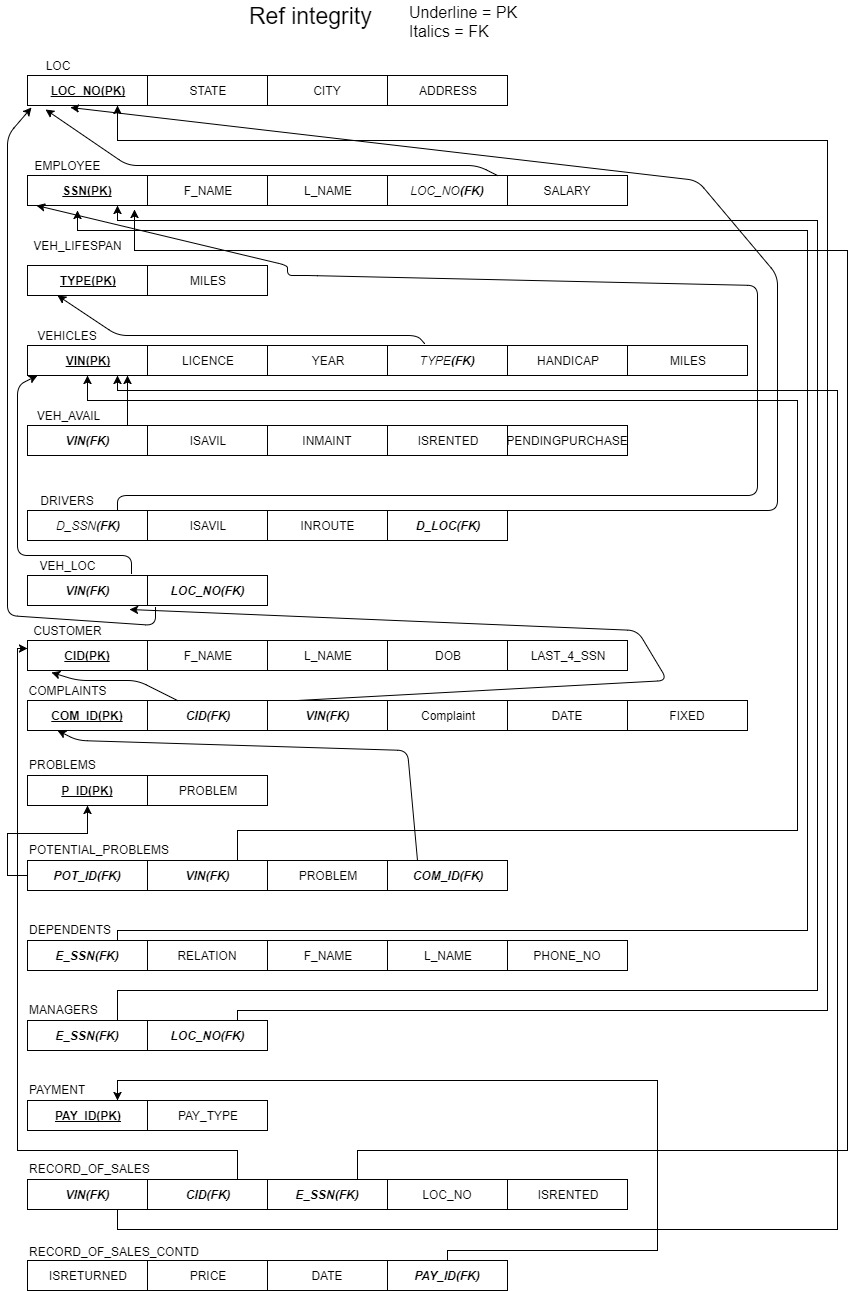 Ref integrity
Underline = PK
Italics = FK
LOC
LOC_NO(PK) STATE CITY ADDRESS
EMPLOYEE
SSN(PK) F_NAME L_NAME LOC_NO(FK) SALARY
VEH_LIFESPAN
TYPE(PK) MILES
VEHICLES
VIN(PK) LICENCE YEAR TYPE(FK) HANDICAP MILES
VEH_AVAIL
VIN(FK) ISAVIL INMAINT ISRENTED PENDINGPURCHASE
DRIVERS
D_SSN(FK) ISAVIL INROUTE D_LOC(FK)
VEH_LOC
VIN(FK) LOC_NO(FK)
CUSTOMER
CID(PK) F_NAME L_NAME DOB LAST_4_SSN
COMPLAINTS
COM_ID(PK) CID(FK) VIN(FK) Complaint DATE FIXED
PROBLEMS
P_ID(PK) PROBLEM
POTENTIAL_PROBLEMS
POT_ID(FK) VIN(FK) PROBLEM COM_ID(FK)
DEPENDENTS
E_SSN(FK) RELATION F_NAME L_NAME PHONE_NO
MANAGERS
E_SSN(FK) LOC_NO(FK)
PAYMENT
PAY_ID(PK) PAY_TYPE
RECORD_OF_SALES
VIN(FK) CID(FK) E_SSN(FK) LOC_NO ISRENTED
RECORD_OF_SALES_CONTD
ISRETURNED PRICE DATE PAY_ID(FK)